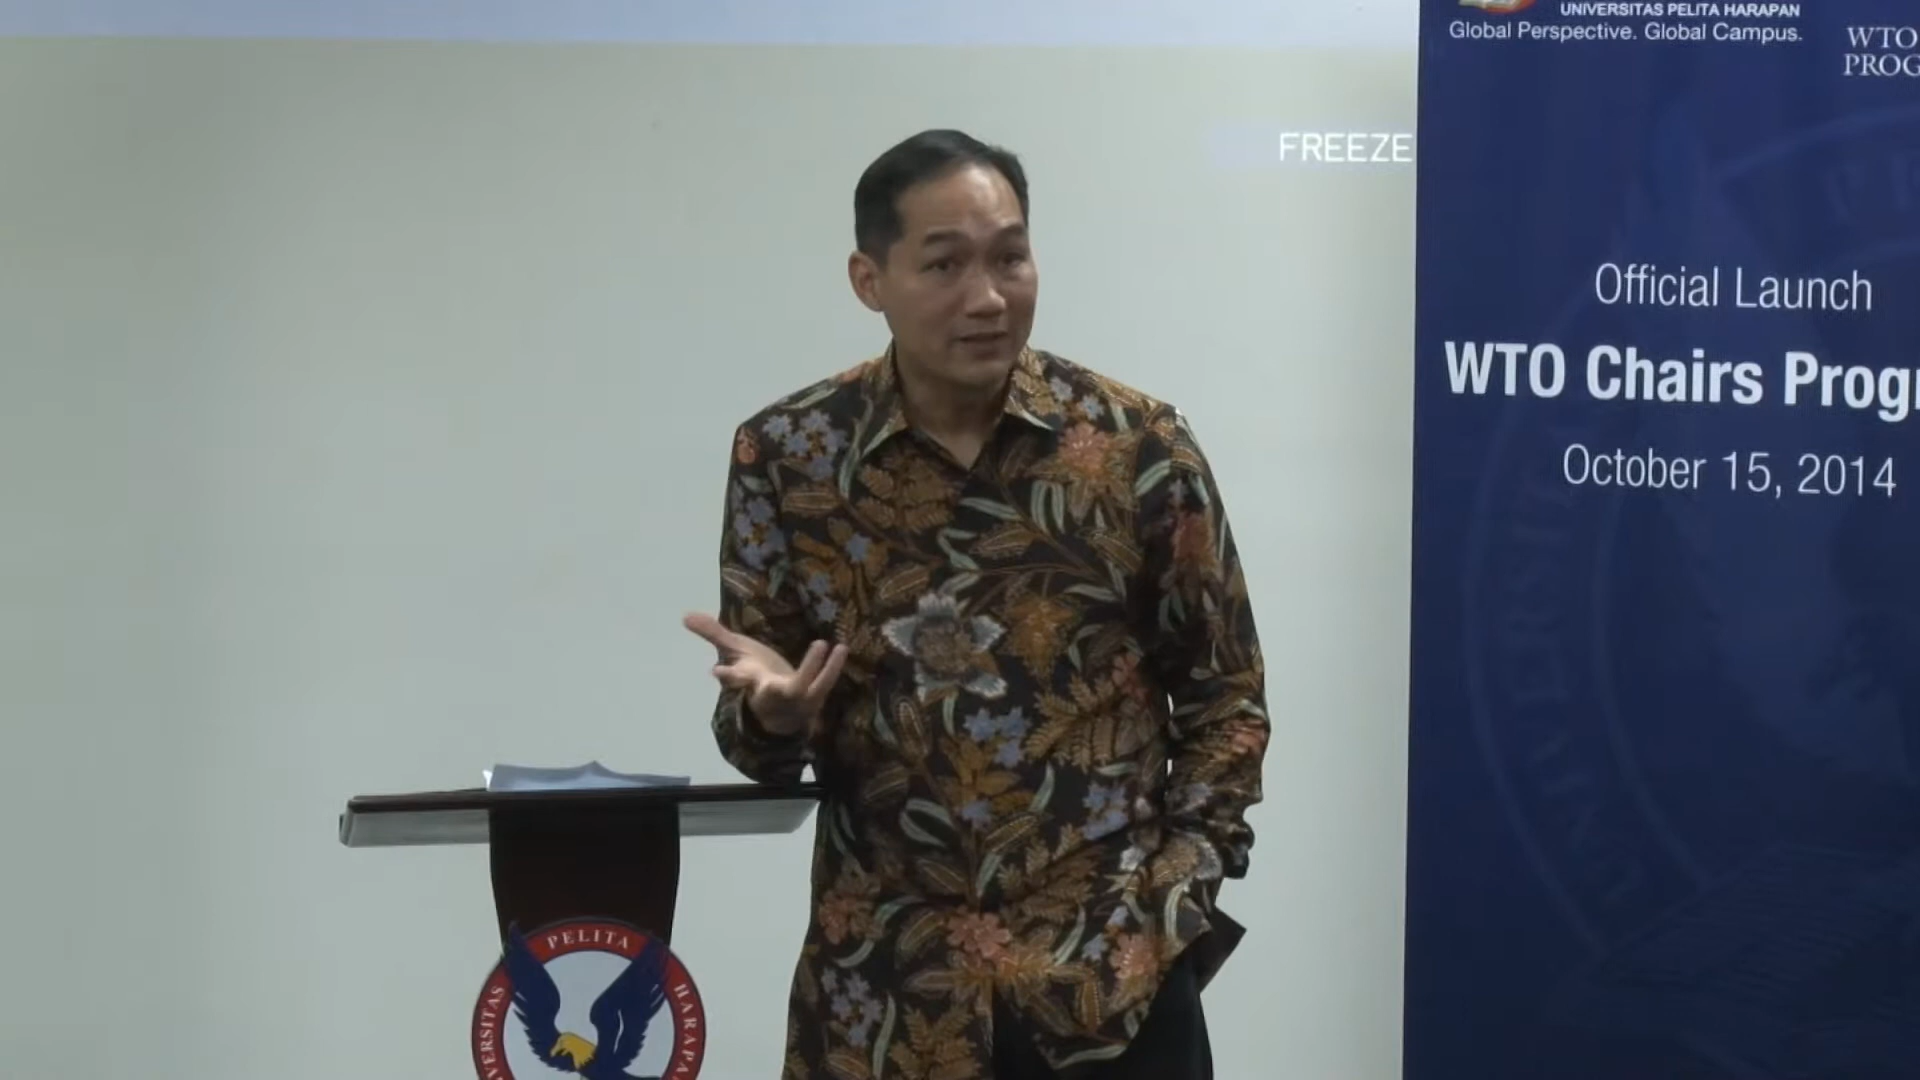 UNIVERSITAS PELITA HARAPAN
Global Perspective. Global Campus.
WTO
FREEZE
Official Launch
WTO Chairs
October 15, 2014
PELITA